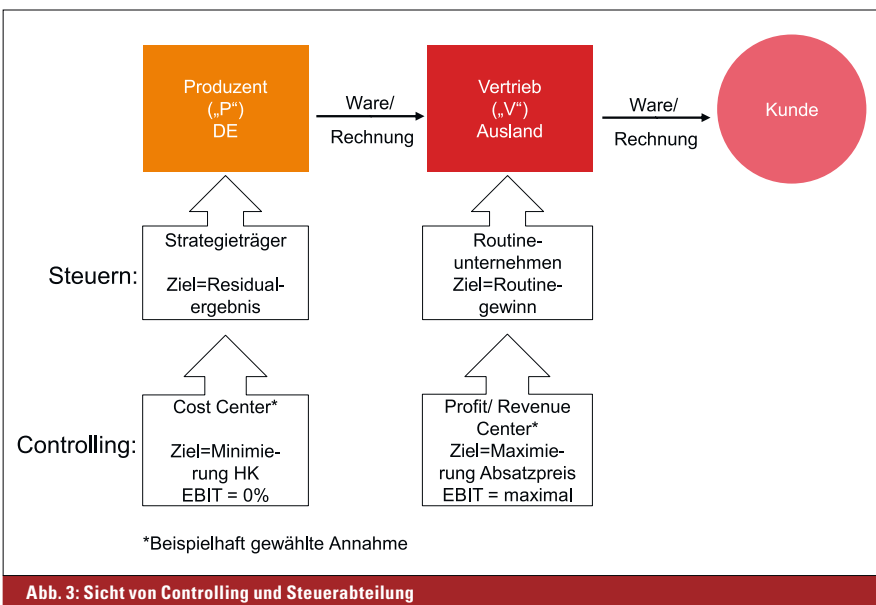 Produzent
(„P“)
DE
Ware/
Rechnung
Vertrieb
(„V“)
Ausland
Ware/
Rechnung
Kunde
Steuern:
Strategieträger
Ziel=Residual-
ergebnis
Routine-
unternehmen
Ziel=Routine-
gewinn
Controlling:
Cost Center*
Ziel=Minimie-
rung HK
EBIT = 0%
Profit/ Revenue
Center*
Ziel=Maximie-
rung Absatzpreis
EBIT = maximal
*Beispielhaft gewählte Annahme
Abb. 3: Sicht von Controlling und Steuerabteilung